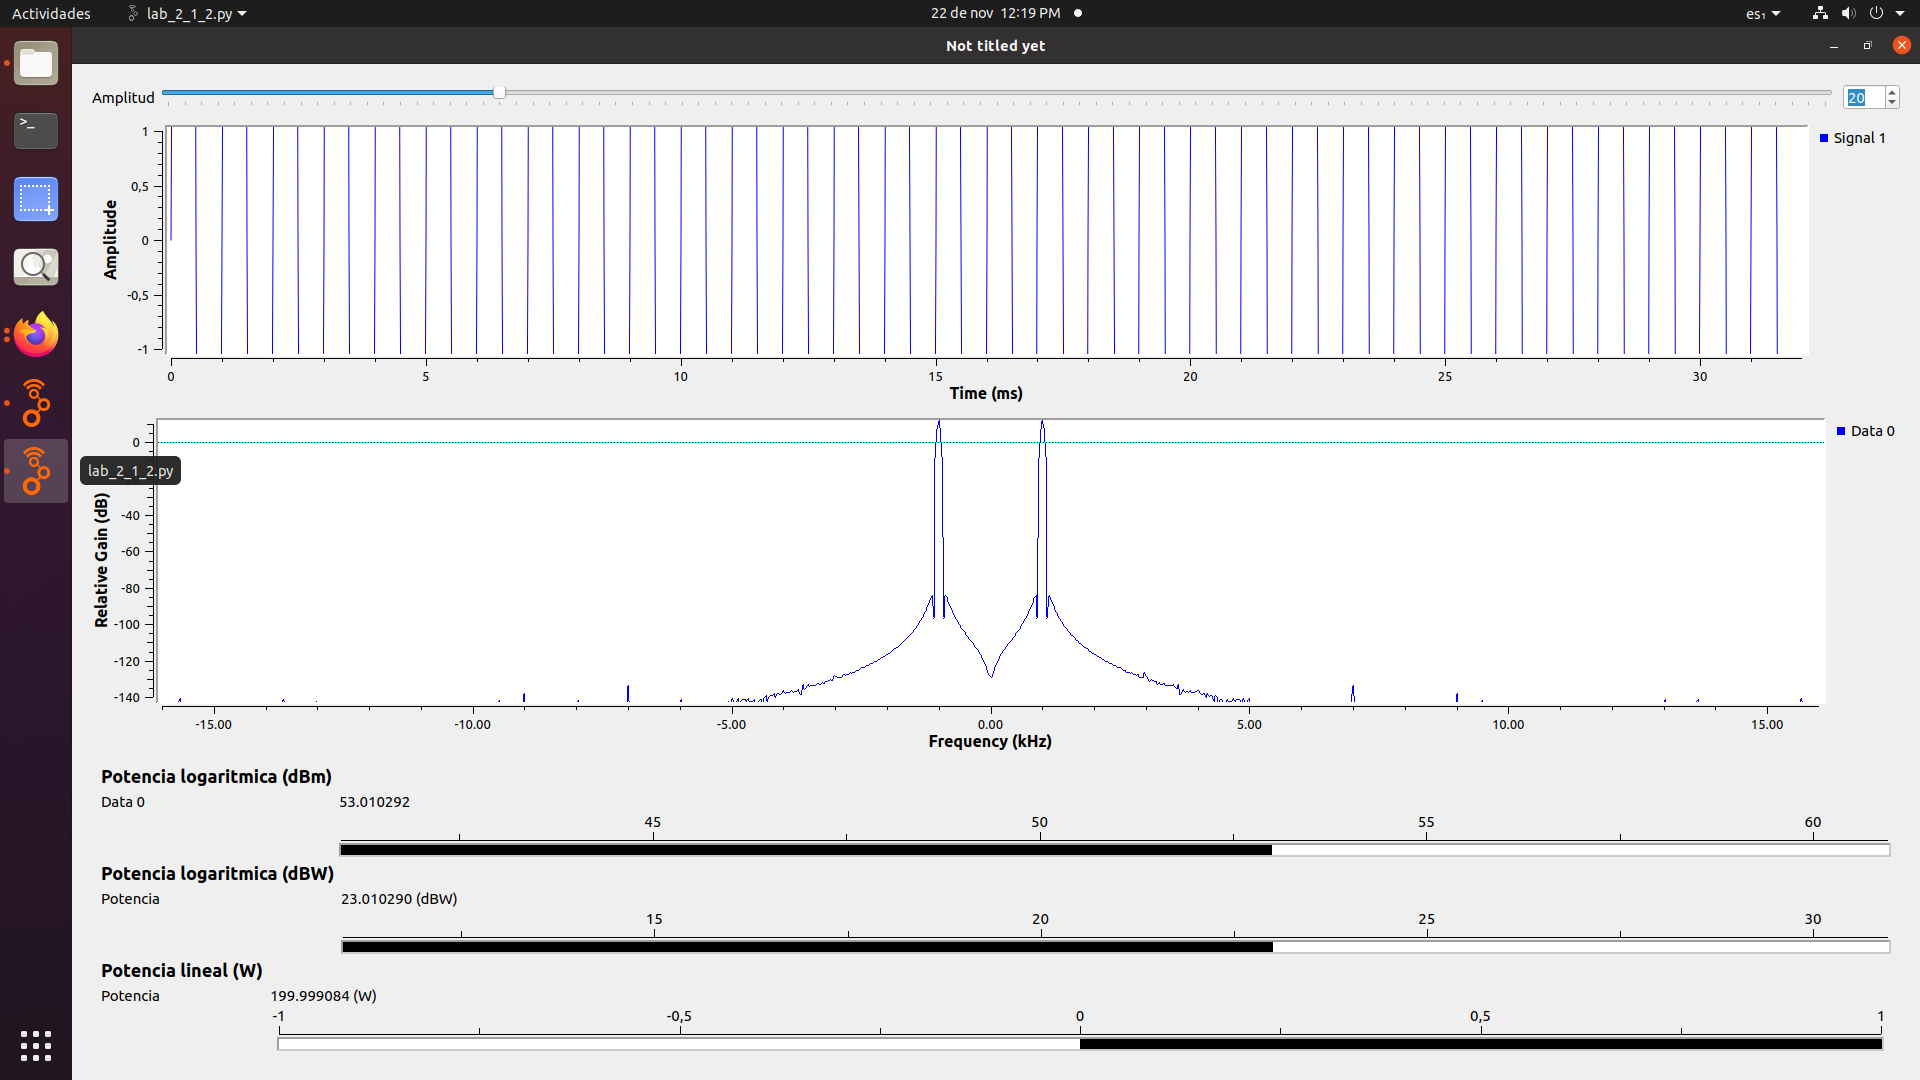 Actividades
lab_2_1_2.py
22 de nov 12:19 PM
es₁
Not titled yet
Amplitud
20
Signal 1
Amplitude
1
0,5
0
-0,5
-1
0 5 10 15 20 25 30
Time (ms)
Data 0
lab_2_1_2.py
Relative Gain (dB)
0
-40
-60
-80
-100
-120
-140
-15.00 -10.00 -5.00 0.00 5.00 10.00 15.00
Frequency (kHz)
Potencia logaritmica (dBm)
Data 0 53.010292
45 50 55 60
Potencia logaritmica (dBW)
Potencia 23.010290 (dBW)
15 20 25 30
Potencia lineal (W)
Potencia 199.999084 (W)
-1 -0,5 0 0,5 1